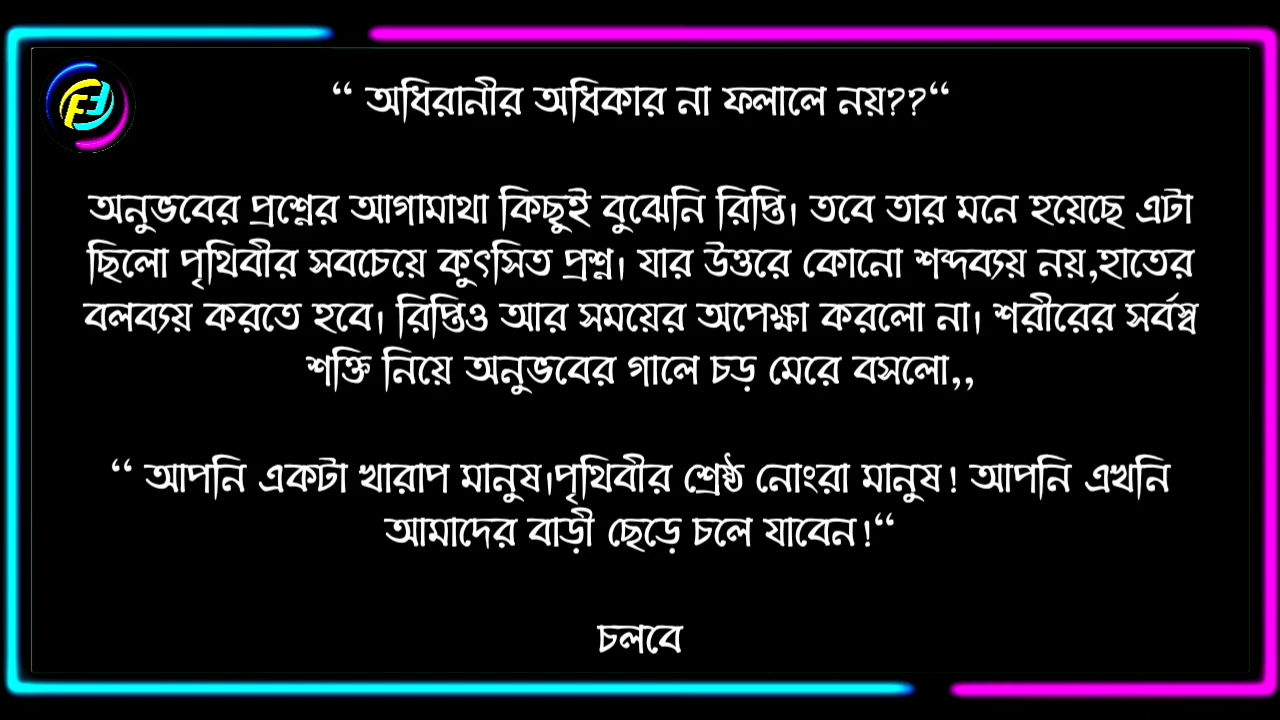 “ অধিরানীর অধিকার না ফলালে নয়??“
অনুভবের প্রশ্নের আগামাথা কিছুই বুঝেনি রিপ্তি। তবে তার মনে হয়েছে এটা
ছিলো পৃথিবীর সবচেয়ে কুৎসিত প্রশ্ন। যার উত্তরে কোনো শব্দব্যয় নয়,হাতের
বলব্যয় করতে হবে। রিপ্তিও আর সময়ের অপেক্ষা করলো না। শরীরের সর্বস্ব
শক্তি নিয়ে অনুভবের গালে চড় মেরে বসলো,,
“ আপনি একটা খারাপ মানুষ।পৃথিবীর শ্রেষ্ঠ নোংরা মানুষ! আপনি এখনি
আমাদের বাড়ী ছেড়ে চলে যাবেন!“
চলবে